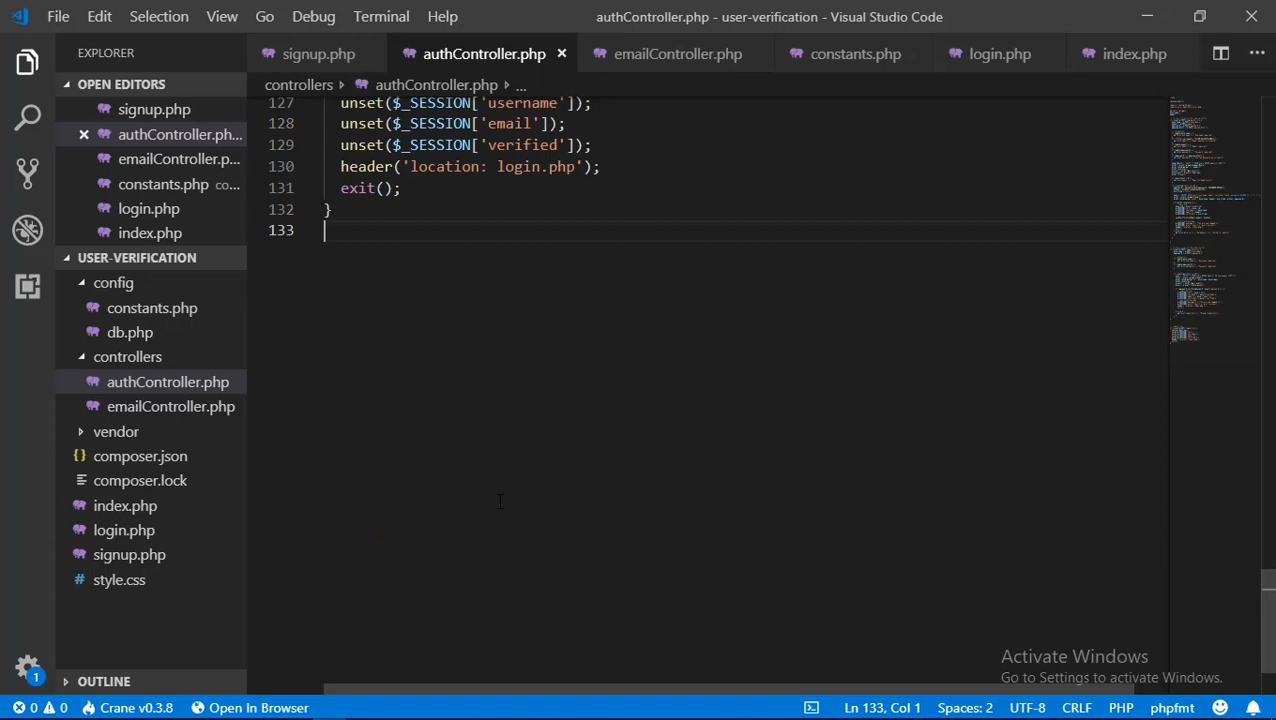 File Edit Selection View Go Debug Terminal Help authController.php - user-verification - Visual Studio Code
EXPLORER
OPEN EDITORS
signup.php
authController.ph...
emailController.p...
constants.php co...
login.php
index.php
USER-VERIFICATION
config
constants.php
db.php
controllers
authController.php
emailController.php
vendor
composer.json
composer.lock
index.php
login.php
signup.php
style.css
OUTLINE
signup.php authController.php emailController.php constants.php login.php index.php
controllers authController.php ...
127 unset($_SESSION['username']);
128 unset($_SESSION['email']);
129 unset($_SESSION['verified']);
130 header('location: login.php');
131 exit();
132 }
133
Activate Windows
Go to Settings to activate Windows.
1
0 0 Crane v0.3.8 Open In Browser Ln 133, Col 1 Spaces: 2 UTF-8 CRLF PHP phpfmt